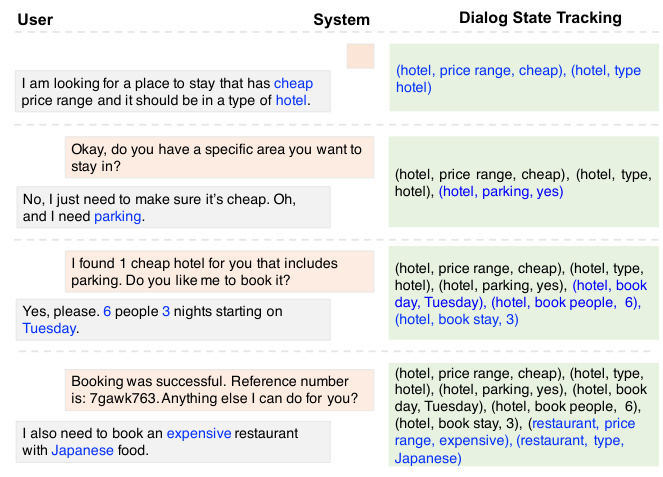 User
System
Dialog State Tracking
I am looking for a place to stay that has cheap
price range and it should be in a type of hotel.
(hotel, price range, cheap), (hotel, type
hotel)
Okay, do you have a specific area you want to
stay in?
No, I just need to make sure it's cheap. Oh,
and I need parking.
(hotel, price range, cheap), (hotel, type,
hotel), (hotel, parking, yes)
I found 1 cheap hotel for you that includes
parking. Do you like me to book it?
Yes, please. 6 people 3 nights starting on
Tuesday.
(hotel, price range, cheap), (hotel, type,
hotel), (hotel, parking, yes), (hotel, book
day, Tuesday), (hotel, book people, 6),
(hotel, book stay, 3)
Booking was successful. Reference number
is: 7gawk763. Anything else I can do for you?
I also need to book an expensive restaurant
with Japanese food.
(hotel, price range, cheap), (hotel, type,
hotel), (hotel, parking, yes), (hotel, book
day, Tuesday), (hotel, book people, 6),
(hotel, book stay, 3), (restaurant, price
range, expensive), (restaurant, type,
Japanese)